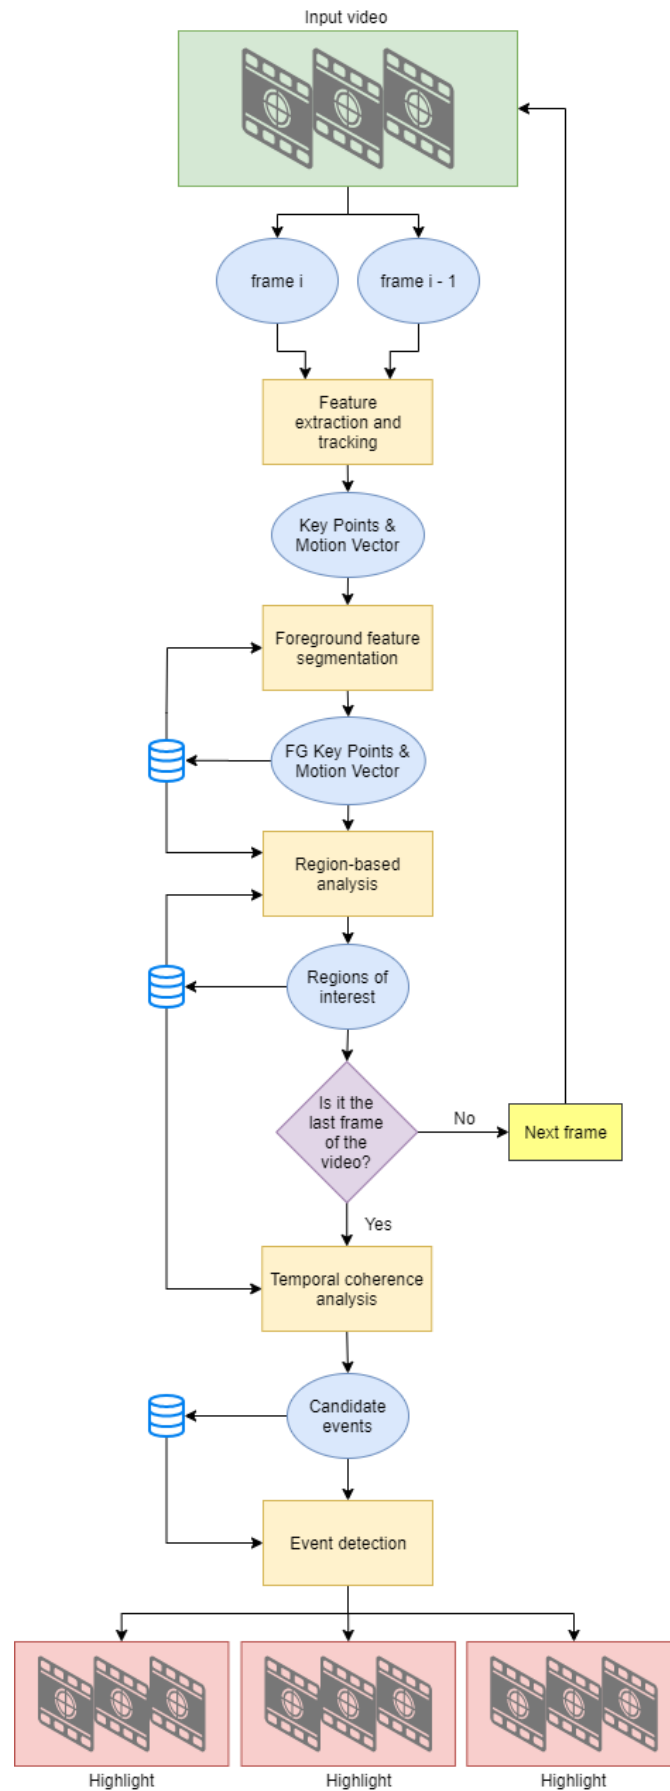 Input video
frame i
frame i - 1
Feature
extraction and
tracking
Key Points &
Motion Vector
Foreground feature
segmentation
FG Key Points &
Motion Vector
Region-based
analysis
Regions of
interest
Is it the
last frame
of the
video?
No
Next frame
Yes
Temporal coherence
analysis
Candidate
events
Event detection
Highlight
Highlight
Highlight